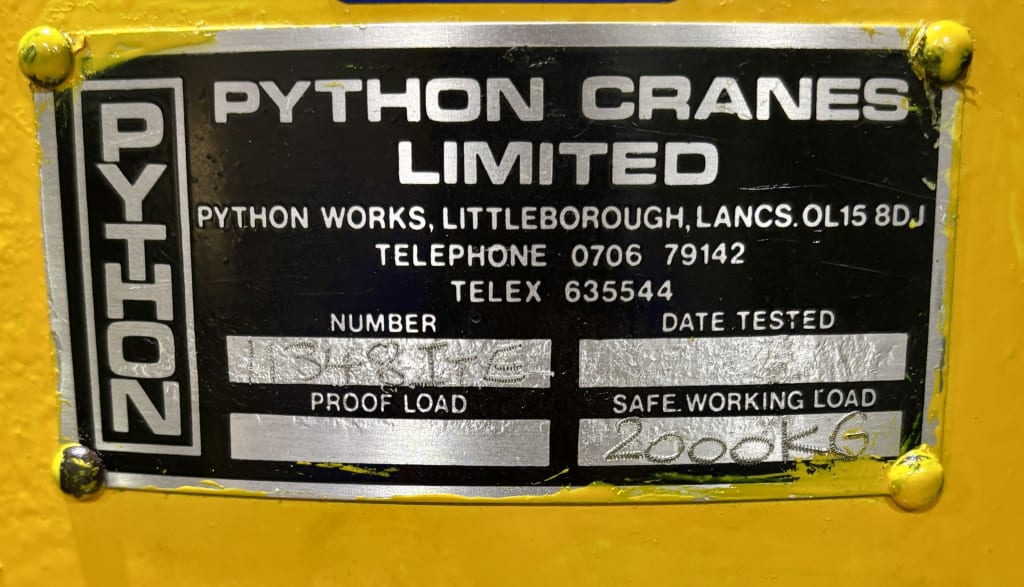 PYTHON
PYTHON CRANES
LIMITED
PYTHON WORKS, LITTLEBOROUGH, LANCS. OL15 8DJ
TELEPHONE 0706 79142
TELEX 635544
NUMBER
DATE TESTED
PROOF LOAD
SAFE WORKING LOAD
2000KG